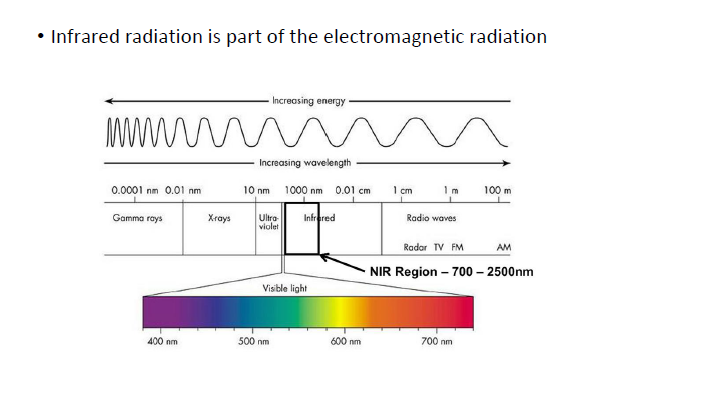 • Infrared radiation is part of the electromagnetic radiation
Increasing energy
Increasing wavelength
0.0001 nm 0.01 nm 10 nm 1000 nm 0.01 cm 1 cm 1 m 100 m
Gamma rays X-rays Ultra- Infrared Radio waves
violet
Radar TV FM AM
NIR Region – 700 – 2500nm
Visible light
400 nm 500 nm 600 nm 700 nm